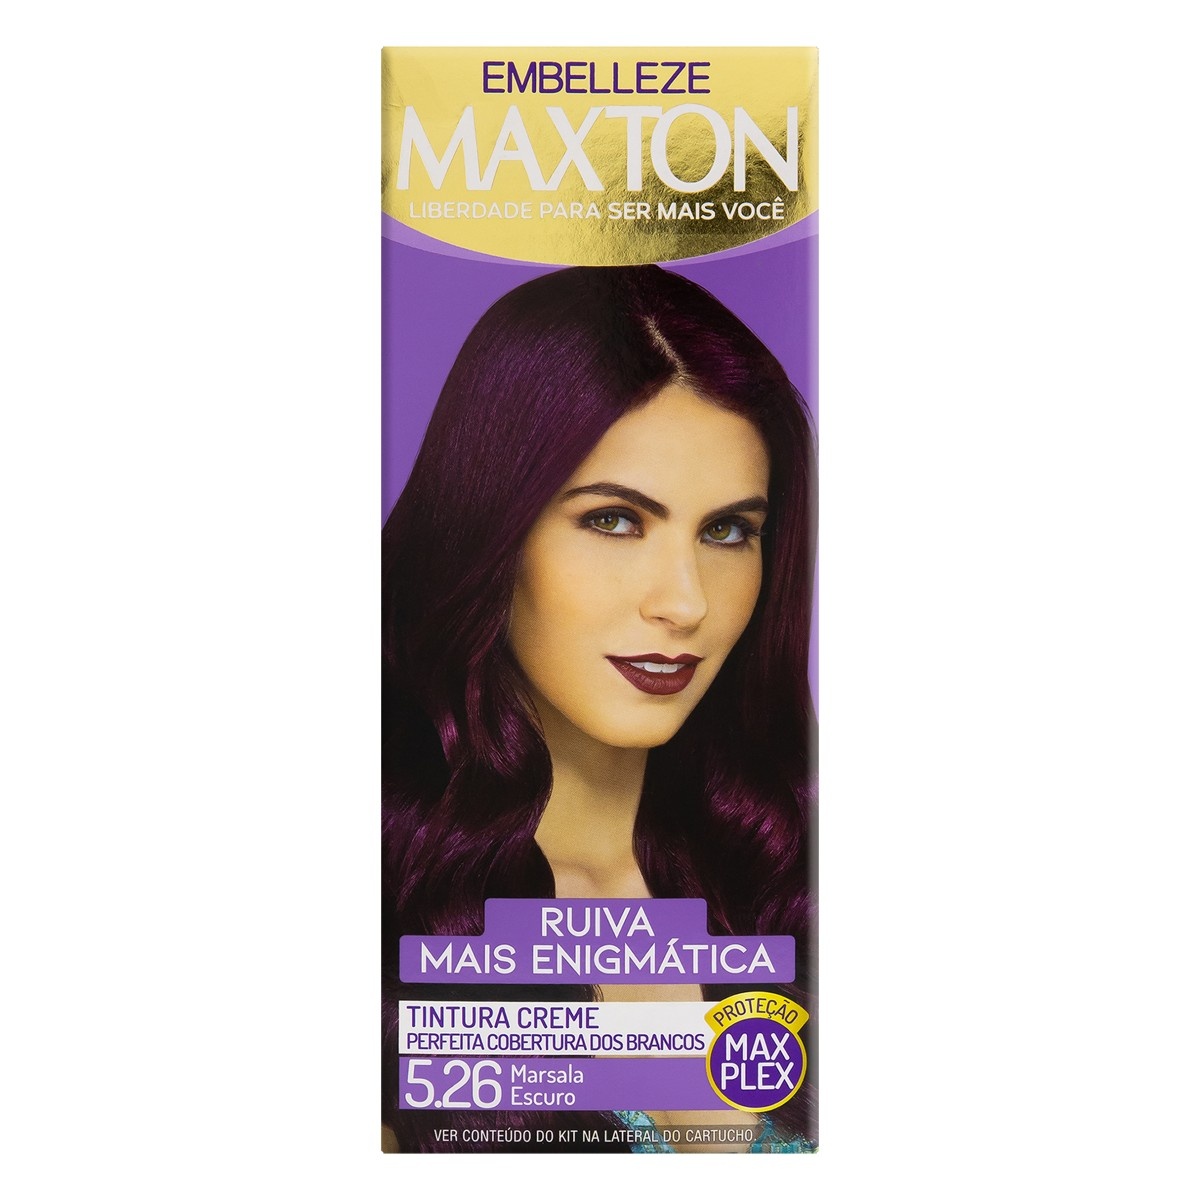 EMBELLEZE
MAXTON
LIBERDADE PARA SER MAIS VOCÊ
RUIVA
MAIS ENIGMÁTICA
TINTURA CREME
PERFEITA COBERTURA DOS BRANCOS
5.26 Marsala
Escuro
PROTEÇÃO
MAX
PLEX
VER CONTEÚDO DO KIT NA LATERAL DO CARTUCHO.